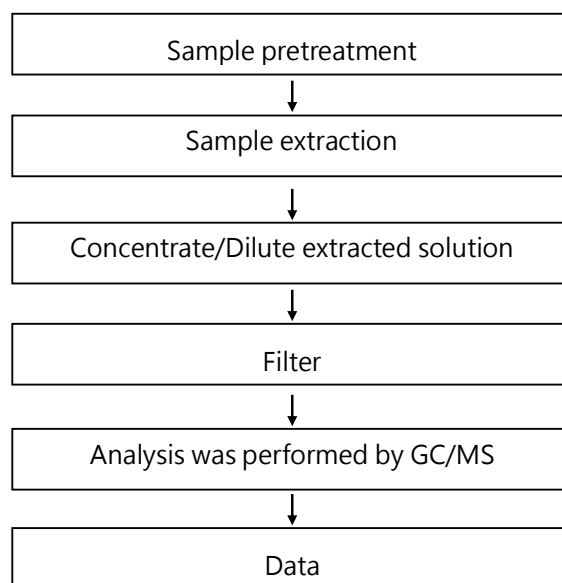 Sample pretreatment
Sample extraction
Concentrate/Dilute extracted solution
Filter
Analysis was performed by GC/MS
Data